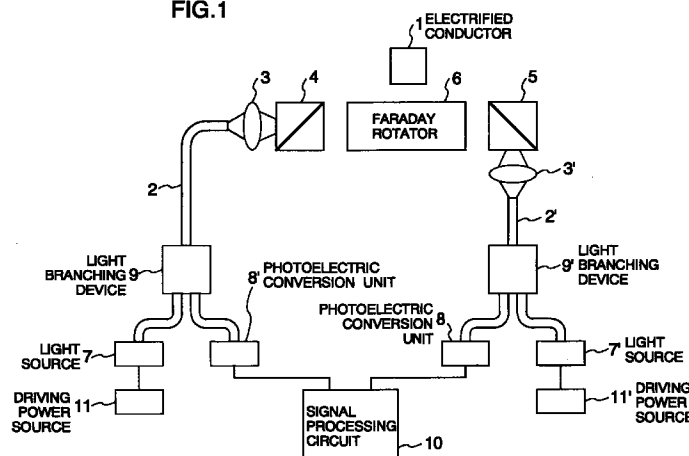 FIG.1
1 ELECTRIFIED
CONDUCTOR
3
4
6
5
FARADAY
ROTATOR
3'
2
2'
LIGHT
BRANCHING 9
DEVICE
8' PHOTOELECTRIC
CONVERSION UNIT
PHOTOELECTRIC
CONVERSION 8
UNIT
LIGHT
9' BRANCHING
DEVICE
LIGHT
SOURCE 7
7' LIGHT
SOURCE
DRIVING
POWER 11
SOURCE
SIGNAL
PROCESSING
CIRCUIT
10
11' DRIVING
POWER
SOURCE